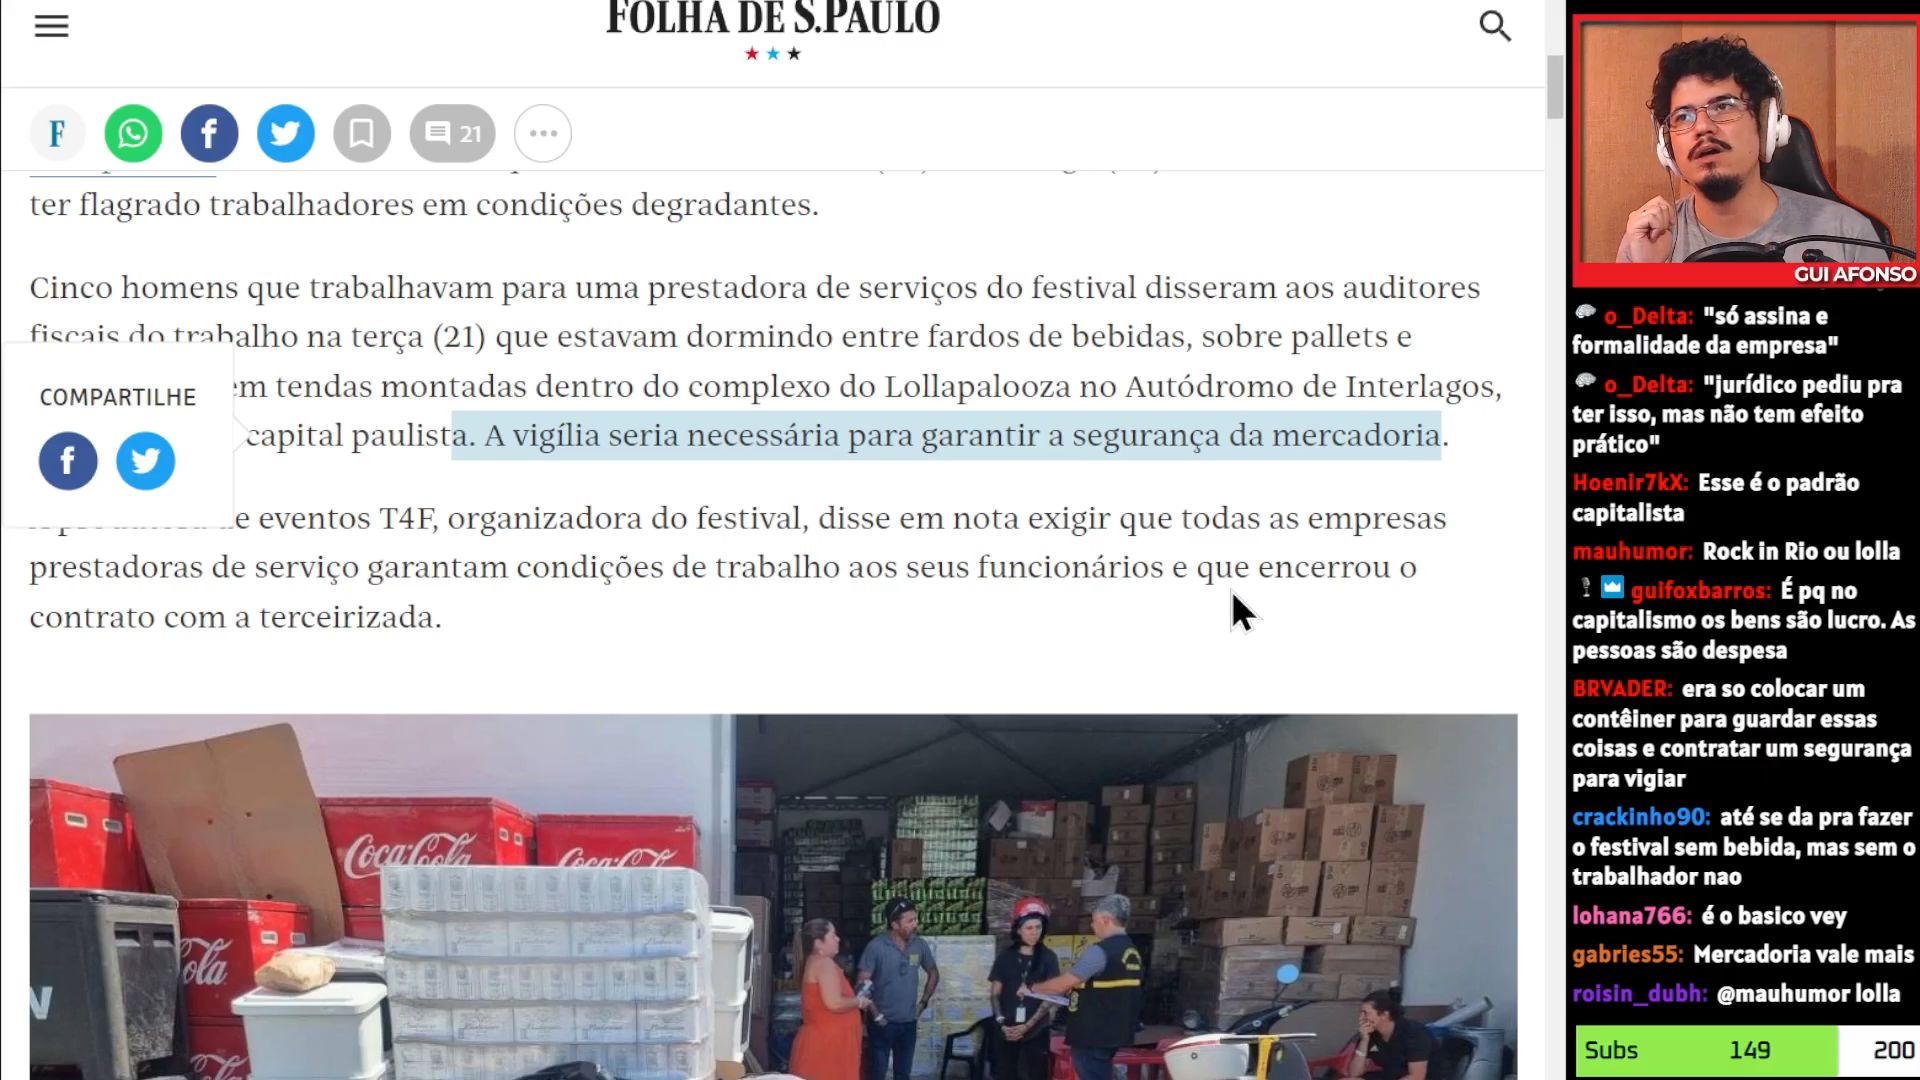 FOLHA DE S.PAULO
F
21
ter flagrado trabalhadores em condições degradantes.
Cinco homens que trabalhavam para uma prestadora de serviços do festival disseram aos auditores
fiscais do trabalho na terça (21) que estavam dormindo entre fardos de bebidas, sobre pallets e
em tendas montadas dentro do complexo do Lollapalooza no Autódromo de Interlagos,
capital paulista. A vigília seria necessária para garantir a segurança da mercadoria.
COMPARTILHE
de eventos T4F, organizadora do festival, disse em nota exigir que todas as empresas
prestadoras de serviço garantam condições de trabalho aos seus funcionários e que encerrou o
contrato com a terceirizada.
Coca-Cola
Coca-Cola
GUI AFONSO
o_Delta: "só assina e
formalidade da empresa"
o_Delta: "jurídico pediu pra
ter isso, mas não tem efeito
prático"
Hoenir7kX: Esse é o padrão
capitalista
mauhumor: Rock in Rio ou lolla
guifoxbarros: É pq no
capitalismo os bens são lucro. As
pessoas são despesa
BRVADER: era so colocar um
contêiner para guardar essas
coisas e contratar um segurança
para vigiar
crackinho90: até se da pra fazer
o festival sem bebida, mas sem o
trabalhador nao
lohana766: é o basico vey
gabries55: Mercadoria vale mais
roisin_dubh: @mauhumor lolla
Subs 149 200